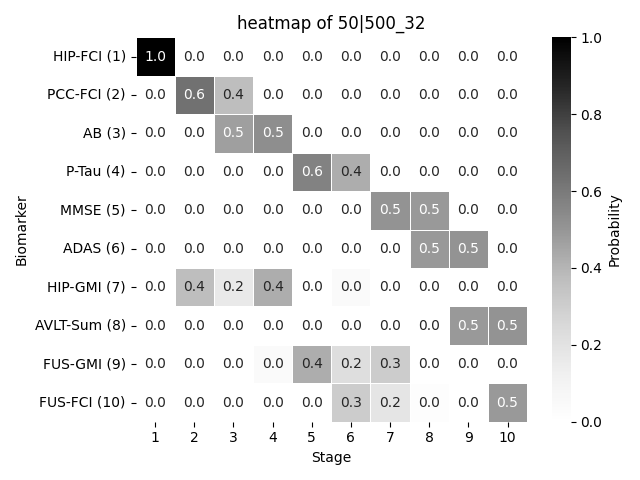 heatmap of 50|500_32
HIP-FCI (1) 1.0 0.0 0.0 0.0 0.0 0.0 0.0 0.0 0.0 0.0
PCC-FCI (2) 0.0 0.6 0.4 0.0 0.0 0.0 0.0 0.0 0.0 0.0
AB (3) 0.0 0.0 0.5 0.5 0.0 0.0 0.0 0.0 0.0 0.0
P-Tau (4) 0.0 0.0 0.0 0.0 0.6 0.4 0.0 0.0 0.0 0.0
MMSE (5) 0.0 0.0 0.0 0.0 0.0 0.0 0.5 0.5 0.0 0.0
ADAS (6) 0.0 0.0 0.0 0.0 0.0 0.0 0.0 0.5 0.5 0.0
HIP-GMI (7) 0.0 0.4 0.2 0.4 0.0 0.0 0.0 0.0 0.0 0.0
AVLT-Sum (8) 0.0 0.0 0.0 0.0 0.0 0.0 0.0 0.0 0.5 0.5
FUS-GMI (9) 0.0 0.0 0.0 0.0 0.4 0.2 0.3 0.0 0.0 0.0
FUS-FCI (10) 0.0 0.0 0.0 0.0 0.0 0.3 0.2 0.0 0.0 0.5
1 2 3 4 5 6 7 8 9 10
Stage
Biomarker
1.0
0.8
0.6
0.4
0.2
0.0
Probability